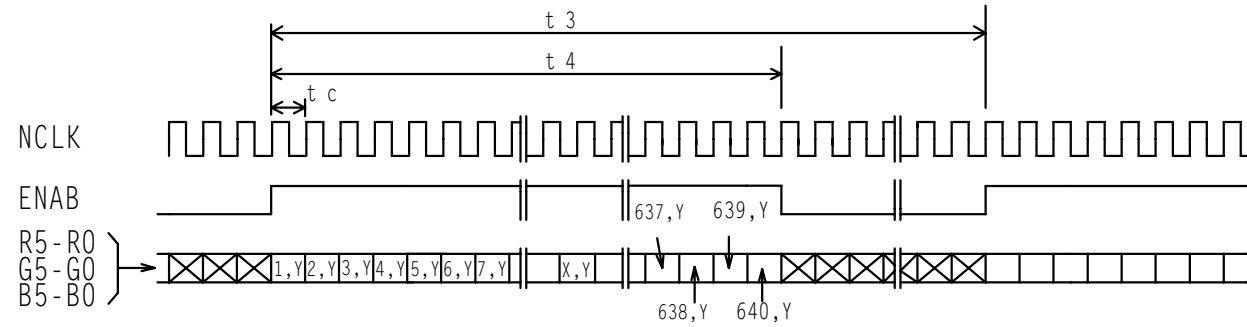 t 3
t 4
t c
NCLK
ENAB
637,Y 639,Y
R5-R0
G5-G0
B5-B0
1,Y 2,Y 3,Y 4,Y 5,Y 6,Y 7,Y X,Y
638,Y 640,Y